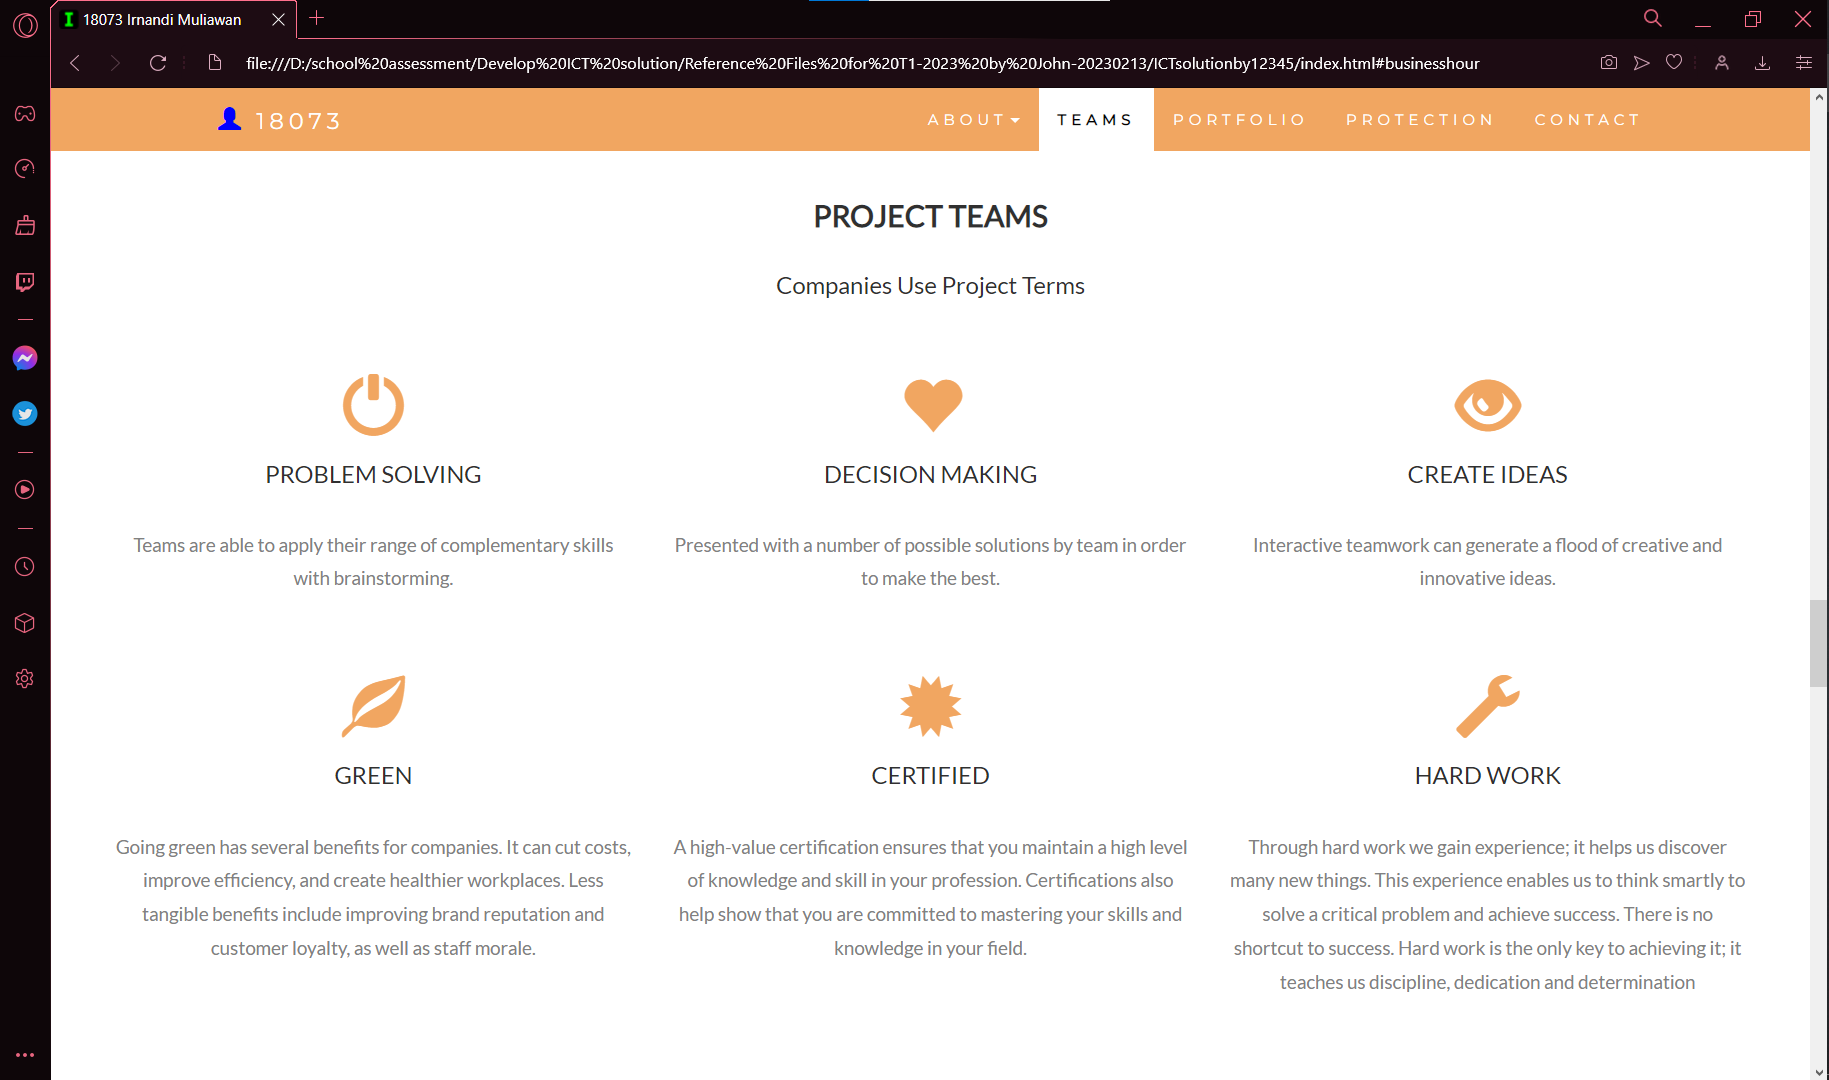 18073 Irnandi Muliawan
file:///D:/school%20assessment/Develop%20ICT%20solution/Reference%20Files%20for%20T1-2023%20by%20John-20230213/ICTsolutionby12345/index.html#businesshour
18073 ABOUT TEAMS PORTFOLIO PROTECTION CONTACT
PROJECT TEAMS
Companies Use Project Terms
PROBLEM SOLVING
Teams are able to apply their range of complementary skills
with brainstorming.
DECISION MAKING
Presented with a number of possible solutions by team in order
to make the best.
CREATE IDEAS
Interactive teamwork can generate a flood of creative and
innovative ideas.
GREEN
Going green has several benefits for companies. It can cut costs,
improve efficiency, and create healthier workplaces. Less
tangible benefits include improving brand reputation and
customer loyalty, as well as staff morale.
CERTIFIED
A high-value certification ensures that you maintain a high level
of knowledge and skill in your profession. Certifications also
help show that you are committed to mastering your skills and
knowledge in your field.
HARD WORK
Through hard work we gain experience; it helps us discover
many new things. This experience enables us to think smartly to
solve a critical problem and achieve success. There is no
shortcut to success. Hard work is the only key to achieving it; it
teaches us discipline, dedication and determination